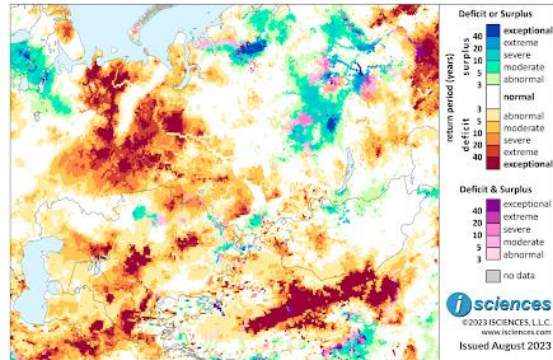 Deficit or Surplus
return period (years)
surplus
deficit
exceptional
40
extreme
20
severe
10
moderate
5
abnormal
3
normal
3
abnormal
5
moderate
10
severe
20
extreme
40
exceptional
Deficit & Surplus
exceptional
40
extreme
20
severe
10
moderate
5
abnormal
3
no data
i sciences
©2023 ISCIENCES, L.L.C.
www.isciences.com
Issued August 2023